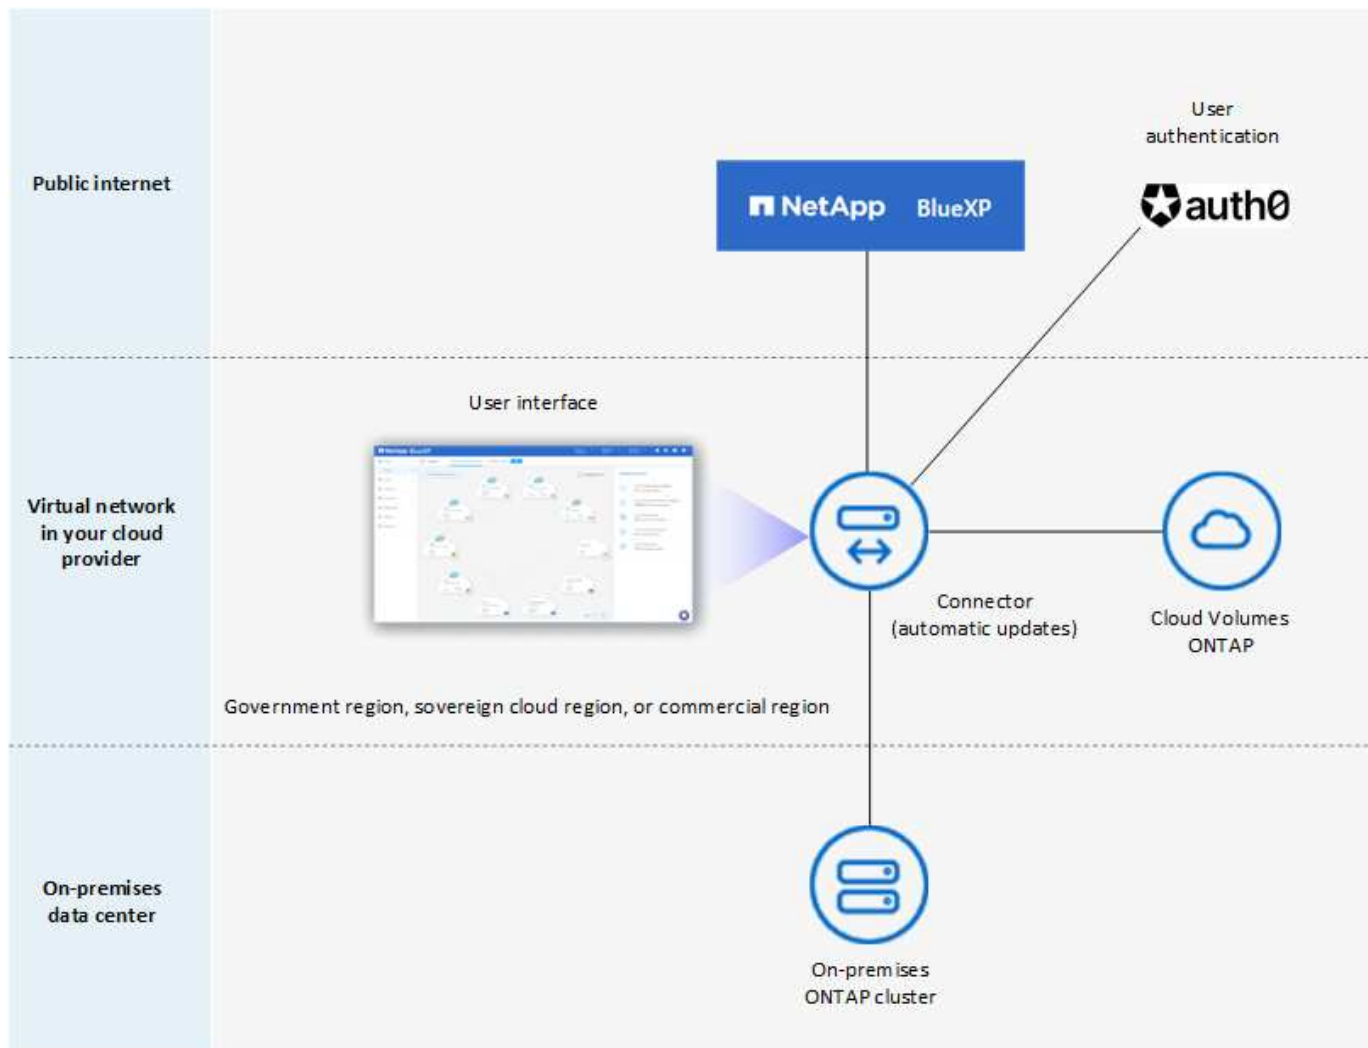 Public internet
NetApp BlueXP
User
authentication
auth0
Virtual network
in your cloud
provider
User interface
Connector
(automatic updates)
Cloud Volumes
ONTAP
Government region, sovereign cloud region, or commercial region
On-premises
data center
On-premises
ONTAP cluster